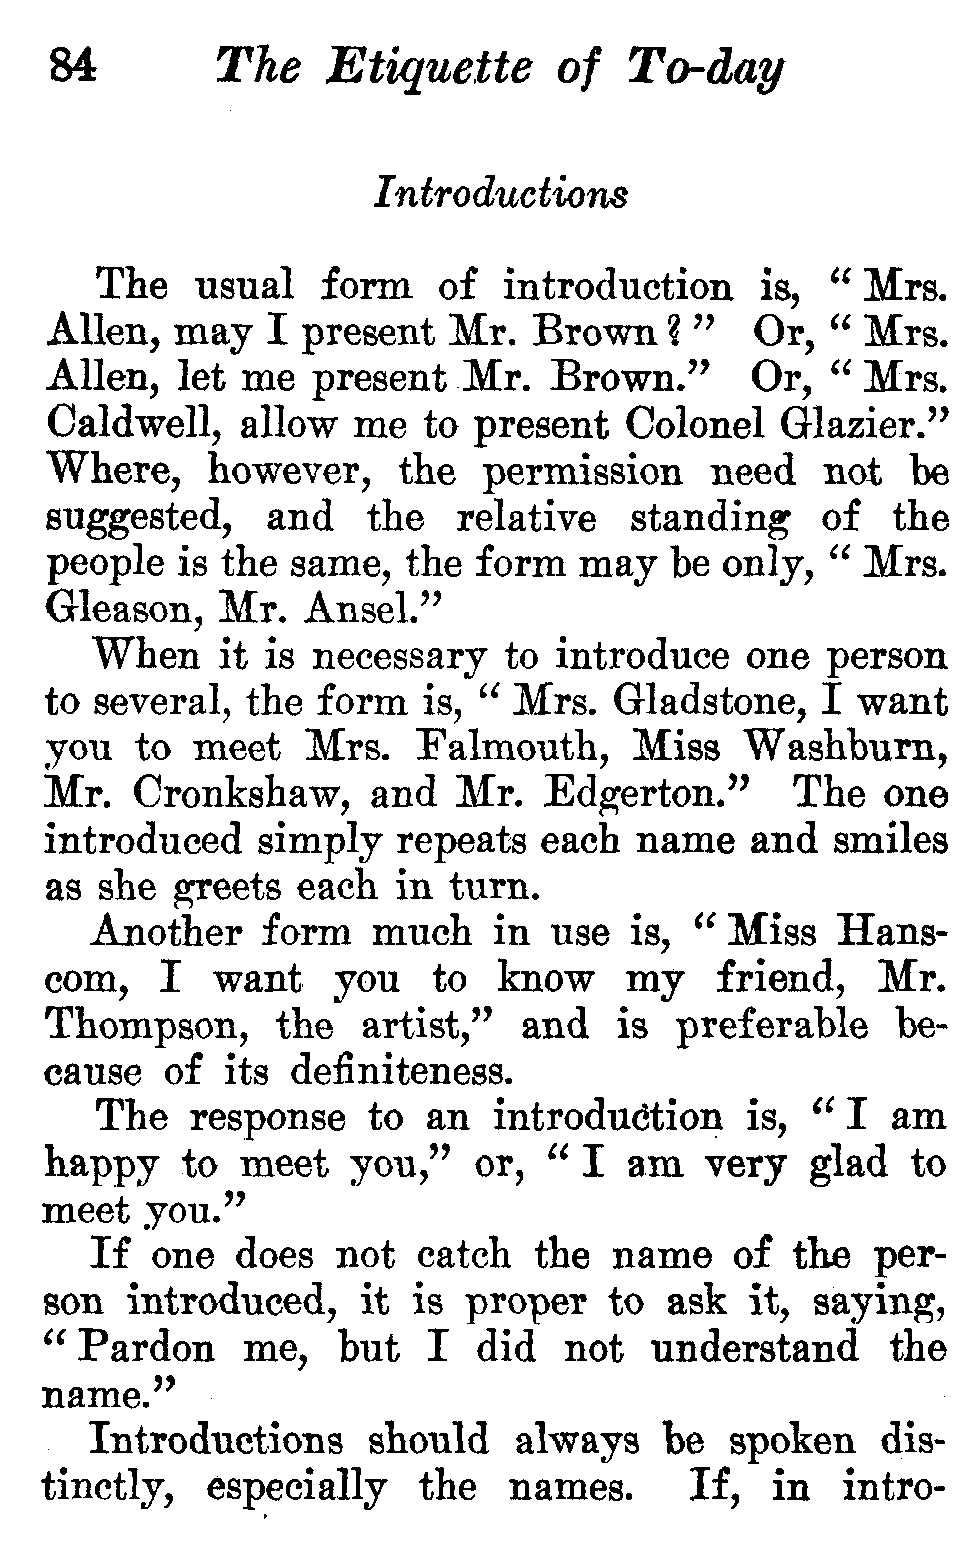 84 The Etiquette of To-day
Introductions
The usual form of introduction is, “ Mrs.
Allen, may I present Mr. Brown ? ” Or, “ Mrs.
Allen, let me present Mr. Brown.” Or, “ Mrs.
Caldwell, allow me to present Colonel Glazier.”
Where, however, the permission need not be
suggested, and the relative standing of the
people is the same, the form may be only, “ Mrs.
Gleason, Mr. Ansel.”
When it is necessary to introduce one person
to several, the form is, “ Mrs. Gladstone, I want
you to meet Mrs. Falmouth, Miss Washburn,
Mr. Cronkshaw, and Mr. Edgerton.” The one
introduced simply repeats each name and smiles
as she greets each in turn.
Another form much in use is, “ Miss Hans-
com, I want you to know my friend, Mr.
Thompson, the artist,” and is preferable be-
cause of its definiteness.
The response to an introduction is, “ I am
happy to meet you,” or, “ I am very glad to
meet you.”
If one does not catch the name of the per-
son introduced, it is proper to ask it, saying,
“ Pardon me, but I did not understand the
name.”
Introductions should always be spoken dis-
tinctly, especially the names. If, in intro-